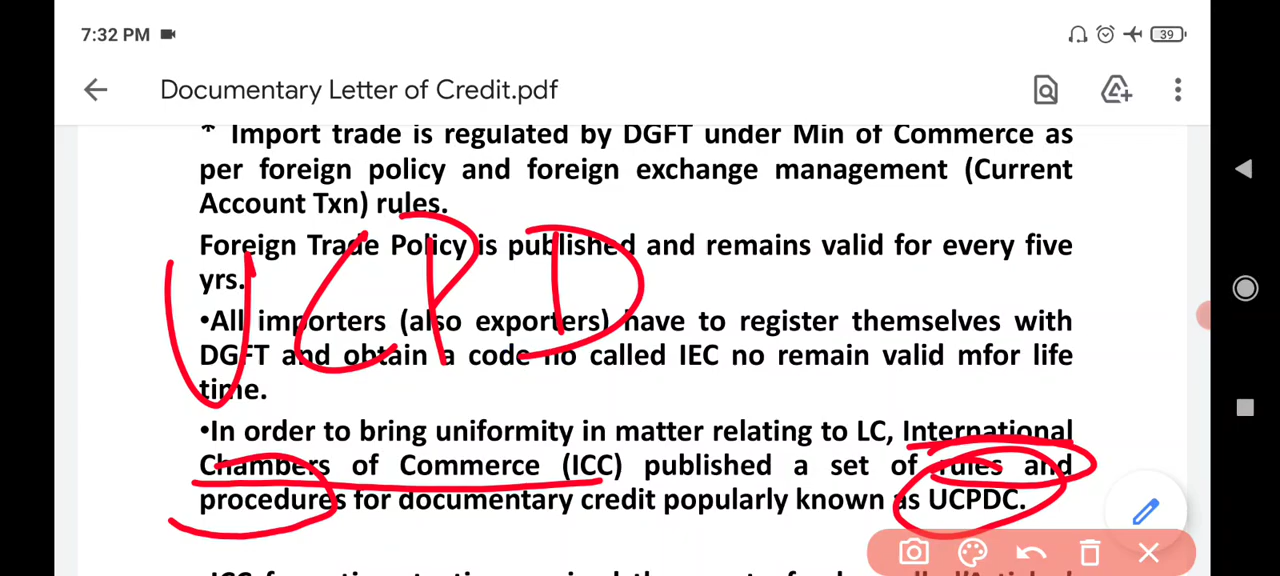 7:32 PM
39
Documentary Letter of Credit.pdf
* Import trade is regulated by DGFT under Min of Commerce as
per foreign policy and foreign exchange management (Current
Account Txn) rules.
Foreign Trade Policy is published and remains valid for every five
yrs.
UCPD
•All importers (also exporters) have to register themselves with
DGFT and obtain a code no called IEC no remain valid mfor life
time.
•In order to bring uniformity in matter relating to LC, International
Chambers of Commerce (ICC) published a set of rules and
procedures for documentary credit popularly known as UCPDC.